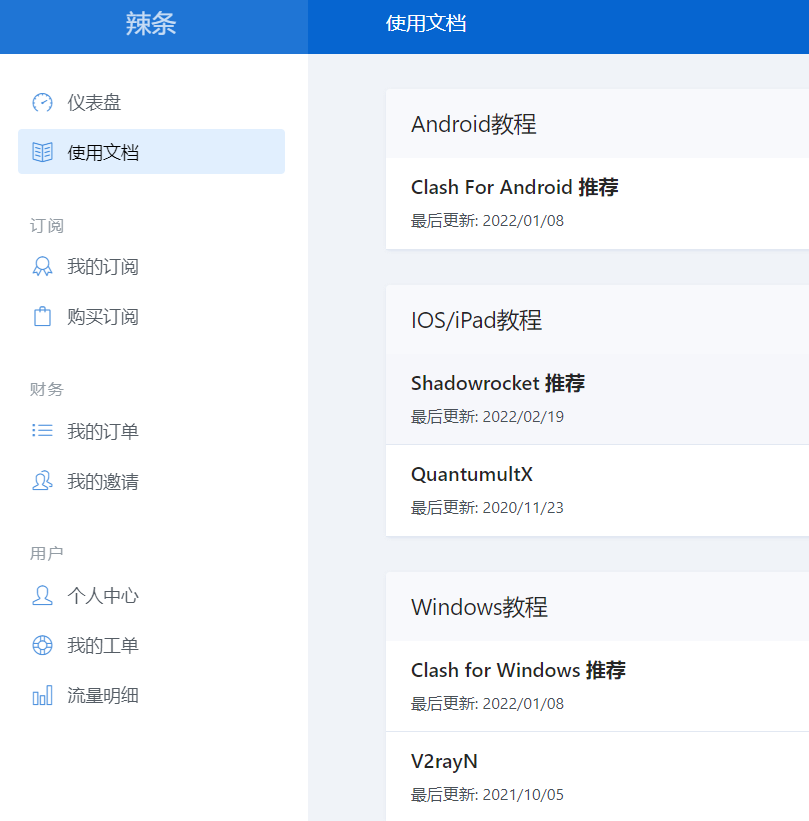 辣条
使用文档
仪表盘
使用文档
订阅
我的订阅
购买订阅
财务
我的订单
我的邀请
用户
个人中心
我的工单
流量明细
Android教程
Clash For Android 推荐
最后更新: 2022/01/08
IOS/iPad教程
Shadowrocket 推荐
最后更新: 2022/02/19
QuantumultX
最后更新: 2020/11/23
Windows教程
Clash for Windows 推荐
最后更新: 2022/01/08
V2rayN
最后更新: 2021/10/05